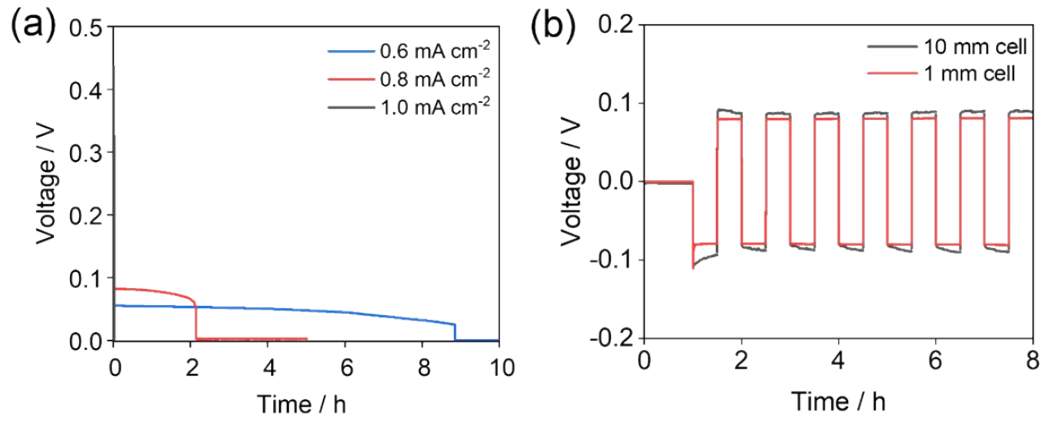 (a)
0.5
0.4
0.3
0.2
0.1
0.0
Voltage / V
0 2 4 6 8 10
Time / h
0.6 mA cm-2
0.8 mA cm-2
1.0 mA cm-2
(b)
0.2
0.1
0.0
-0.1
-0.2
Voltage / V
0 2 4 6 8
Time / h
10 mm cell
1 mm cell